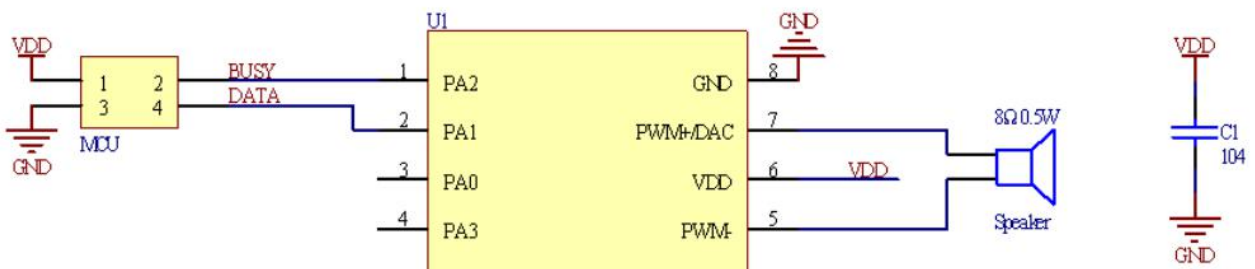 U1
GND
VDD
VDD
1 2
BUSY
1
PA2
GND
8
3 4
DATA
MCU
GND
2
PA1
PWM+/DAC
7
8Ω 0.5W
C1
104
3
PA0
VDD
6
VDD
4
PA3
PWM-
5
Speaker
GND